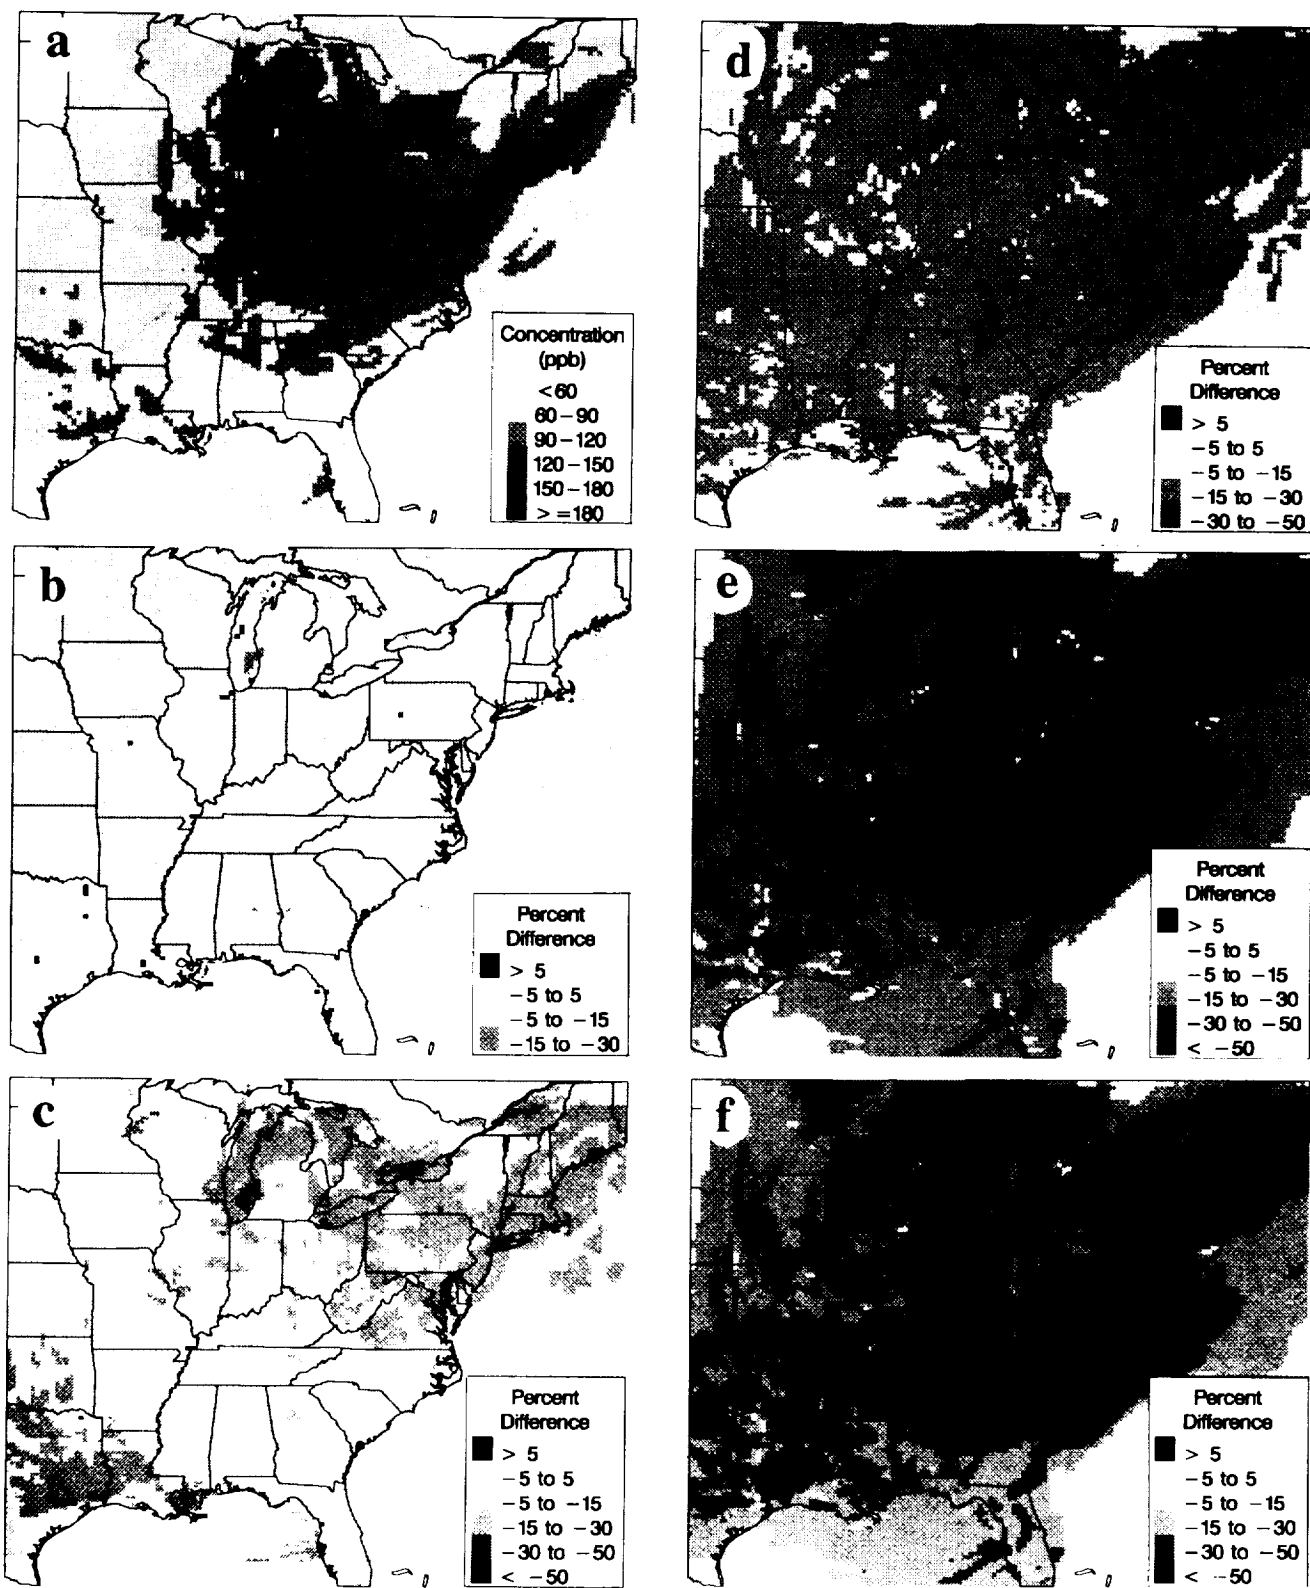 a
Concentration
(ppb)
<60
60-90
90-120
120-150
150-180
>=180
b
Percent
Difference
> 5
-5 to 5
-5 to -15
-15 to -30
c
Percent
Difference
> 5
-5 to 5
-5 to -15
-15 to -30
-30 to -50
< -50
d
Percent
Difference
> 5
-5 to 5
-5 to -15
-15 to -30
-30 to -50
e
Percent
Difference
> 5
-5 to 5
-5 to -15
-15 to -30
-30 to -50
< -50
f
Percent
Difference
> 5
-5 to 5
-5 to -15
-15 to -30
-30 to -50
< -50